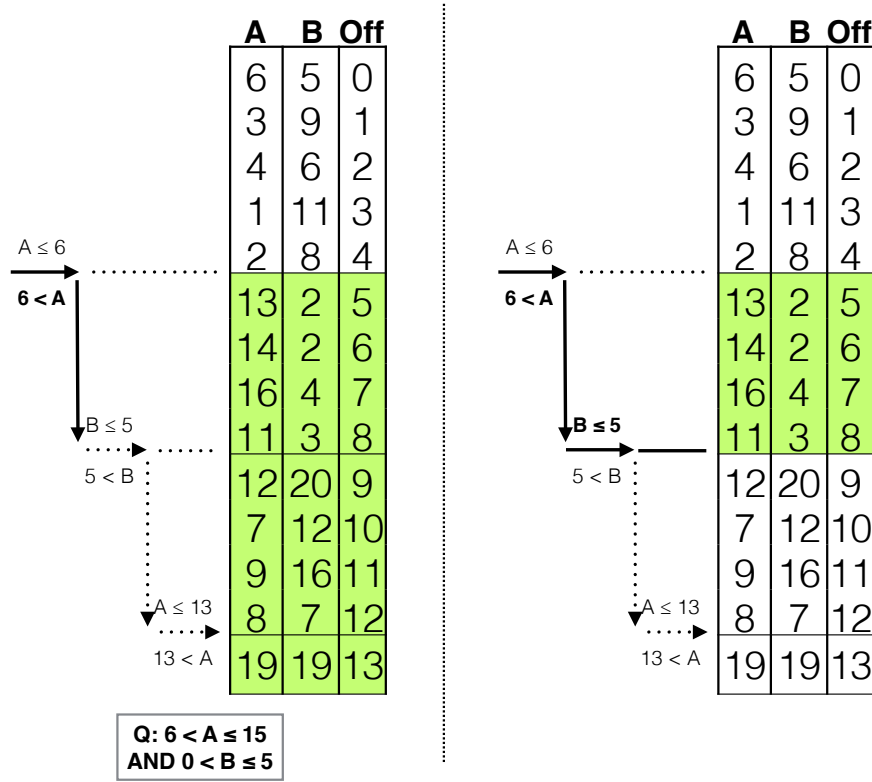 A B Off
6 5 0
3 9 1
4 6 2
1 11 3
2 8 4
13 2 5
14 2 6
16 4 7
11 3 8
12 20 9
7 12 10
9 16 11
8 7 12
19 19 13
A ≤ 6
6 < A
B ≤ 5
5 < B
A ≤ 13
13 < A
Q: 6 < A ≤ 15
AND 0 < B ≤ 5
A B Off
6 5 0
3 9 1
4 6 2
1 11 3
2 8 4
13 2 5
14 2 6
16 4 7
11 3 8
12 20 9
7 12 10
9 16 11
8 7 12
19 19 13
A ≤ 6
6 < A
B ≤ 5
5 < B
A ≤ 13
13 < A